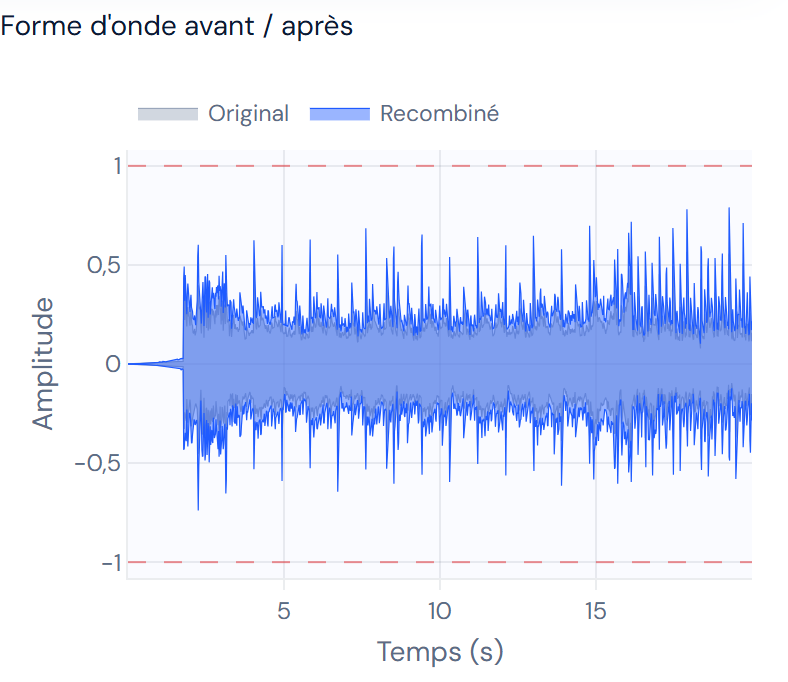 Forme d'onde avant / après
Original Recombiné
1
0,5
0
−0,5
−1
Amplitude
5 10 15
Temps (s)